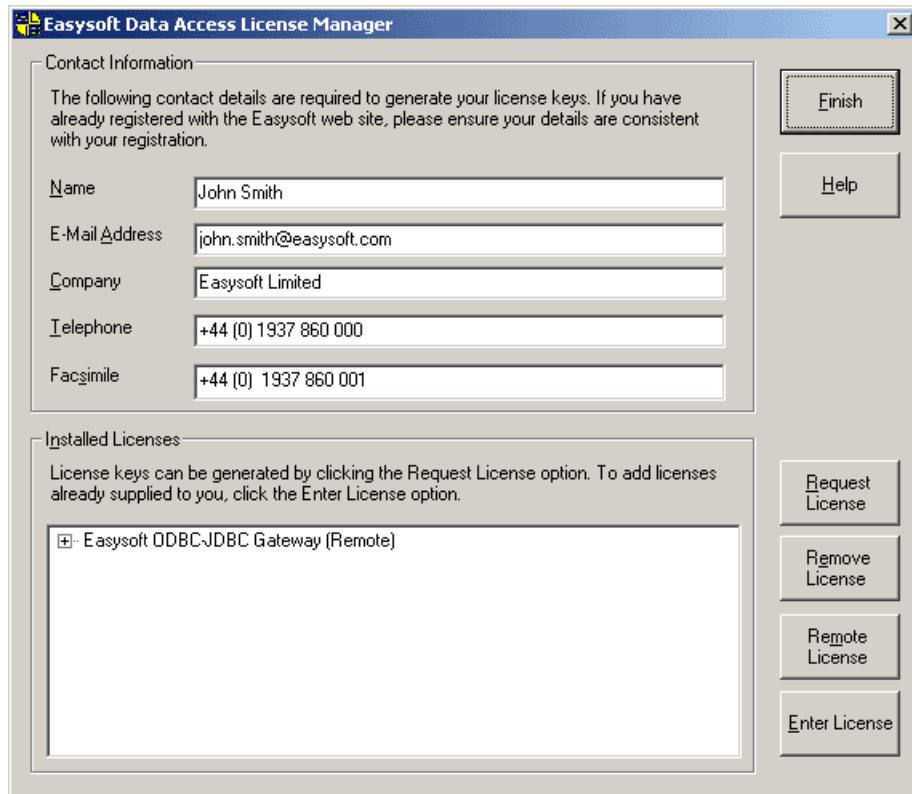 Easysoft Data Access License Manager
Contact Information
The following contact details are required to generate your license keys. If you have
already registered with the Easysoft web site, please ensure your details are consistent
with your registration.
Name
John Smith
E-Mail Address
john.smith@easysoft.com
Company
Easysoft Limited
Telephone
+44 (0) 1937 860 000
Facsimile
+44 (0)  1937 860 001
Finish
Help
Installed Licenses
License keys can be generated by clicking the Request License option. To add licenses
already supplied to you, click the Enter License option.
Easysoft ODBC-JDBC Gateway (Remote)
Request
License
Remove
License
Remote
License
Enter License